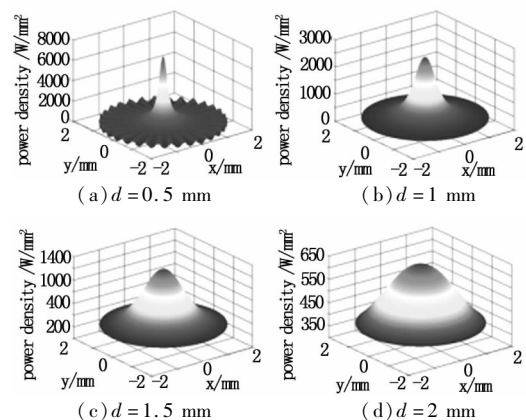 power density /W/mm²
8000
6000
4000
2000
0
2
0
-2
-2
0
2
y/mm
x/mm
(a) d = 0.5 mm
power density /W/mm²
3000
2000
1000
0
2
0
-2
-2
0
2
y/mm
x/mm
(b) d = 1 mm
power density /W/mm²
1400
1000
400
200
2
0
-2
-2
0
2
y/mm
x/mm
(c) d = 1.5 mm
power density /W/mm²
650
550
450
350
2
0
-2
-2
0
2
y/mm
x/mm
(d) d = 2 mm